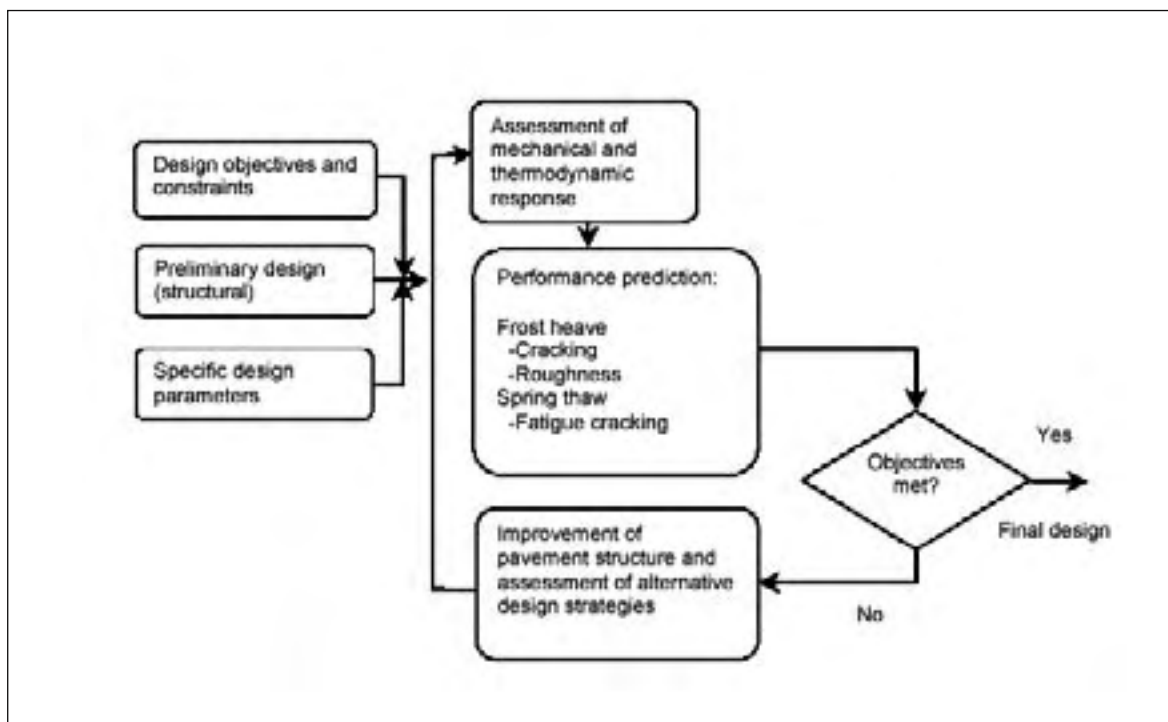 Design objectives and
constraints
Preliminary design
(structural)
Specific design
parameters
Assessment of
mechanical and
thermodynamic
response
Performance prediction:
Frost heave
-Cracking
-Roughness
Spring thaw
-Fatigue cracking
Objectives
met?
Yes
Final design
No
Improvement of
pavement structure and
assessment of alternative
design strategies